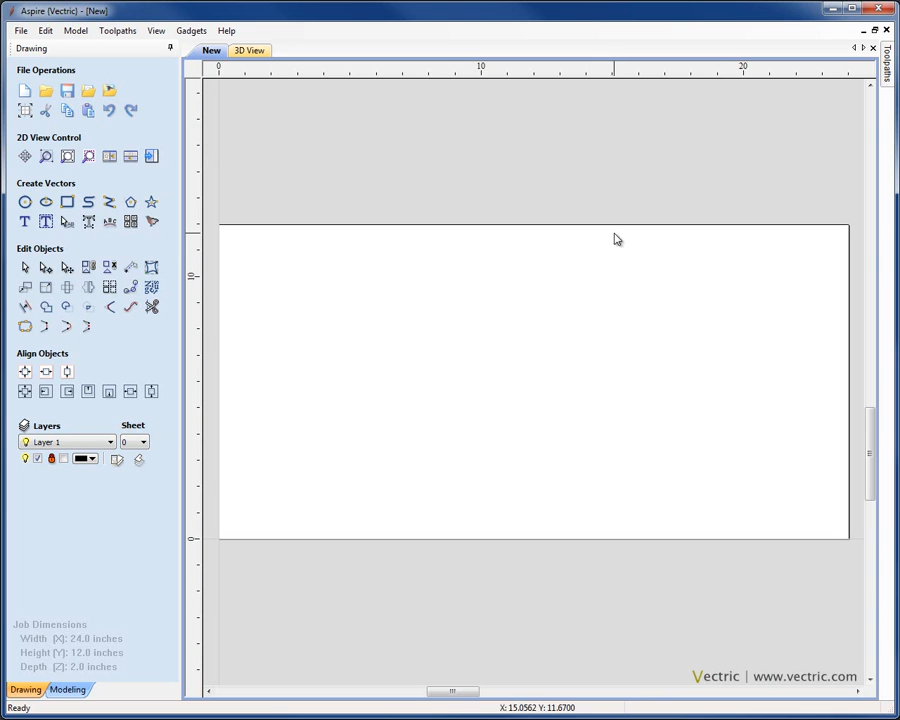 Aspire (Vectric) - [New]
File Edit Model Toolpaths View Gadgets Help
Drawing
New 3D View
Toolpaths
0 10 20
10
0
File Operations
2D View Control
Create Vectors
Edit Objects
Align Objects
Layers Sheet
Layer 1 0
Job Dimensions
Width [X]: 24.0 inches
Height [Y]: 12.0 inches
Depth [Z]: 2.0 inches
Drawing Modeling
Vectric | www.vectric.com
Ready X: 15.0562 Y: 11.6700